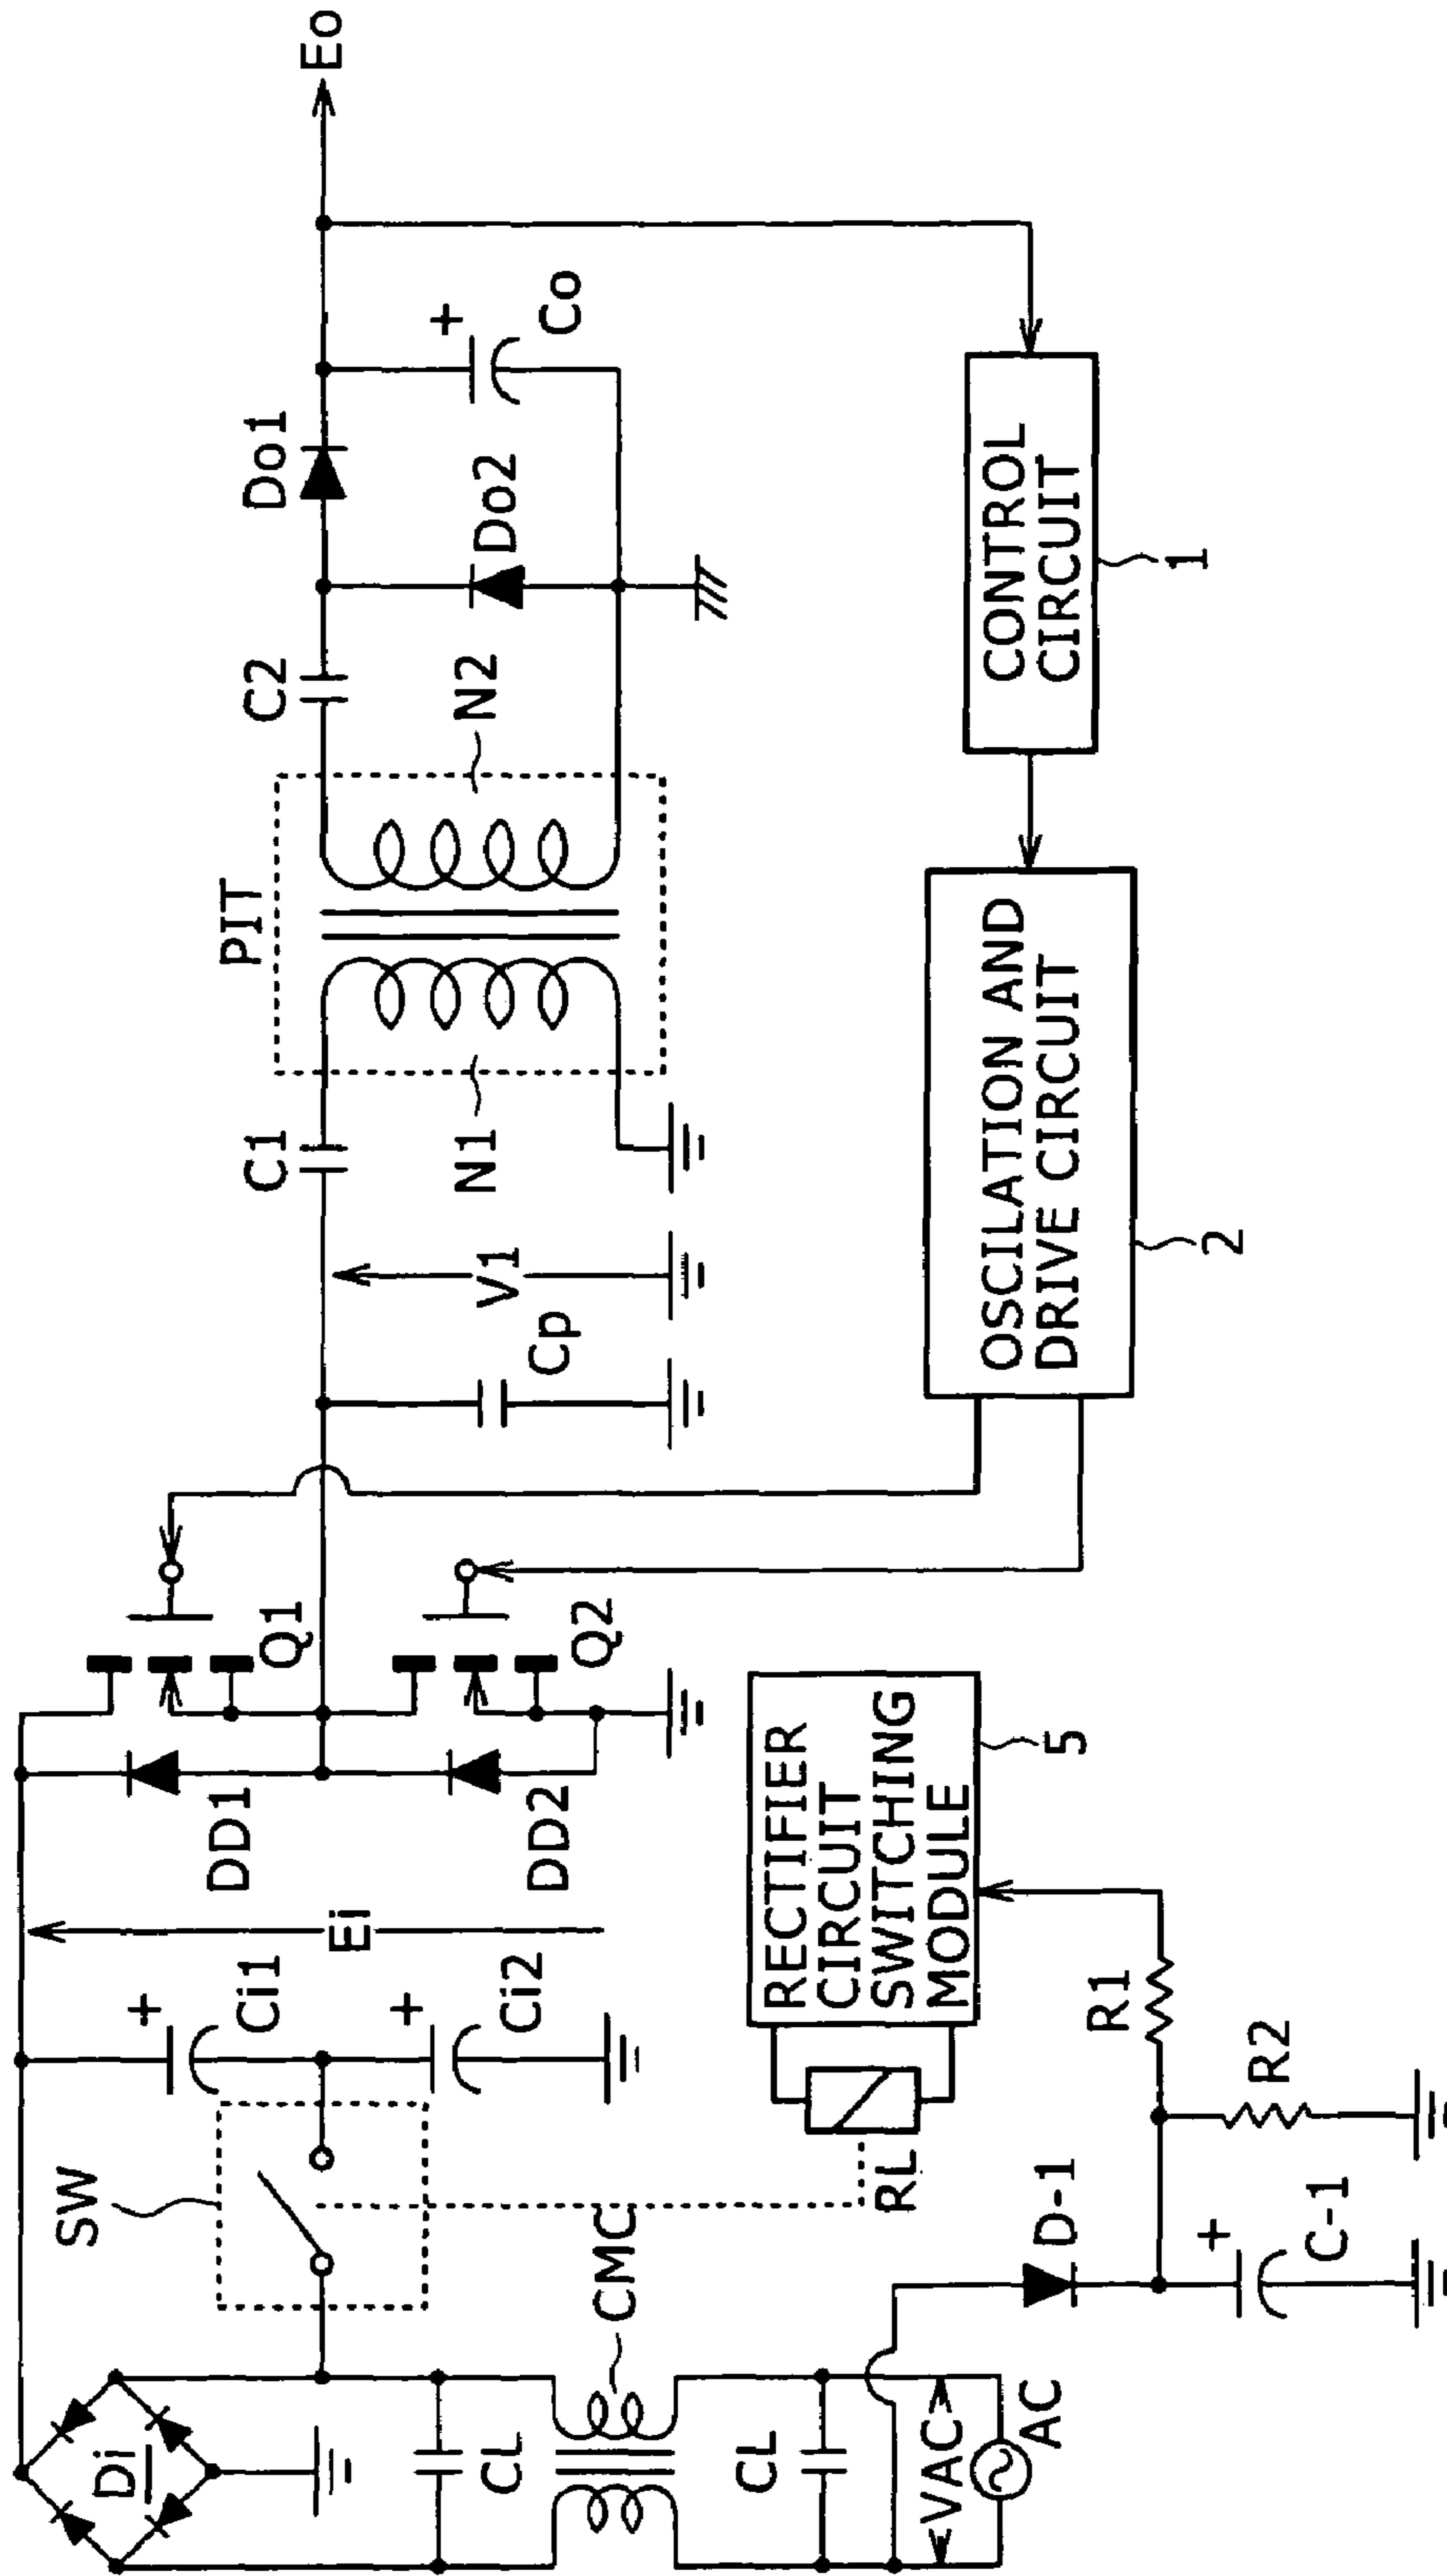 SW
Di
CL
CMC
CL
VAC
AC
Ci1
+
Ci2
+
Ei
DD1
DD2
Q1
Q2
RL
RECTIFIER
CIRCUIT
SWITCHING
MODULE
5
D-1
+
C-1
R1
R2
Cp
V1
C1
N1
PIT
N2
C2
Do1
Do2
+
Co
Eo
OSCILATION AND
DRIVE CIRCUIT
2
CONTROL
CIRCUIT
1